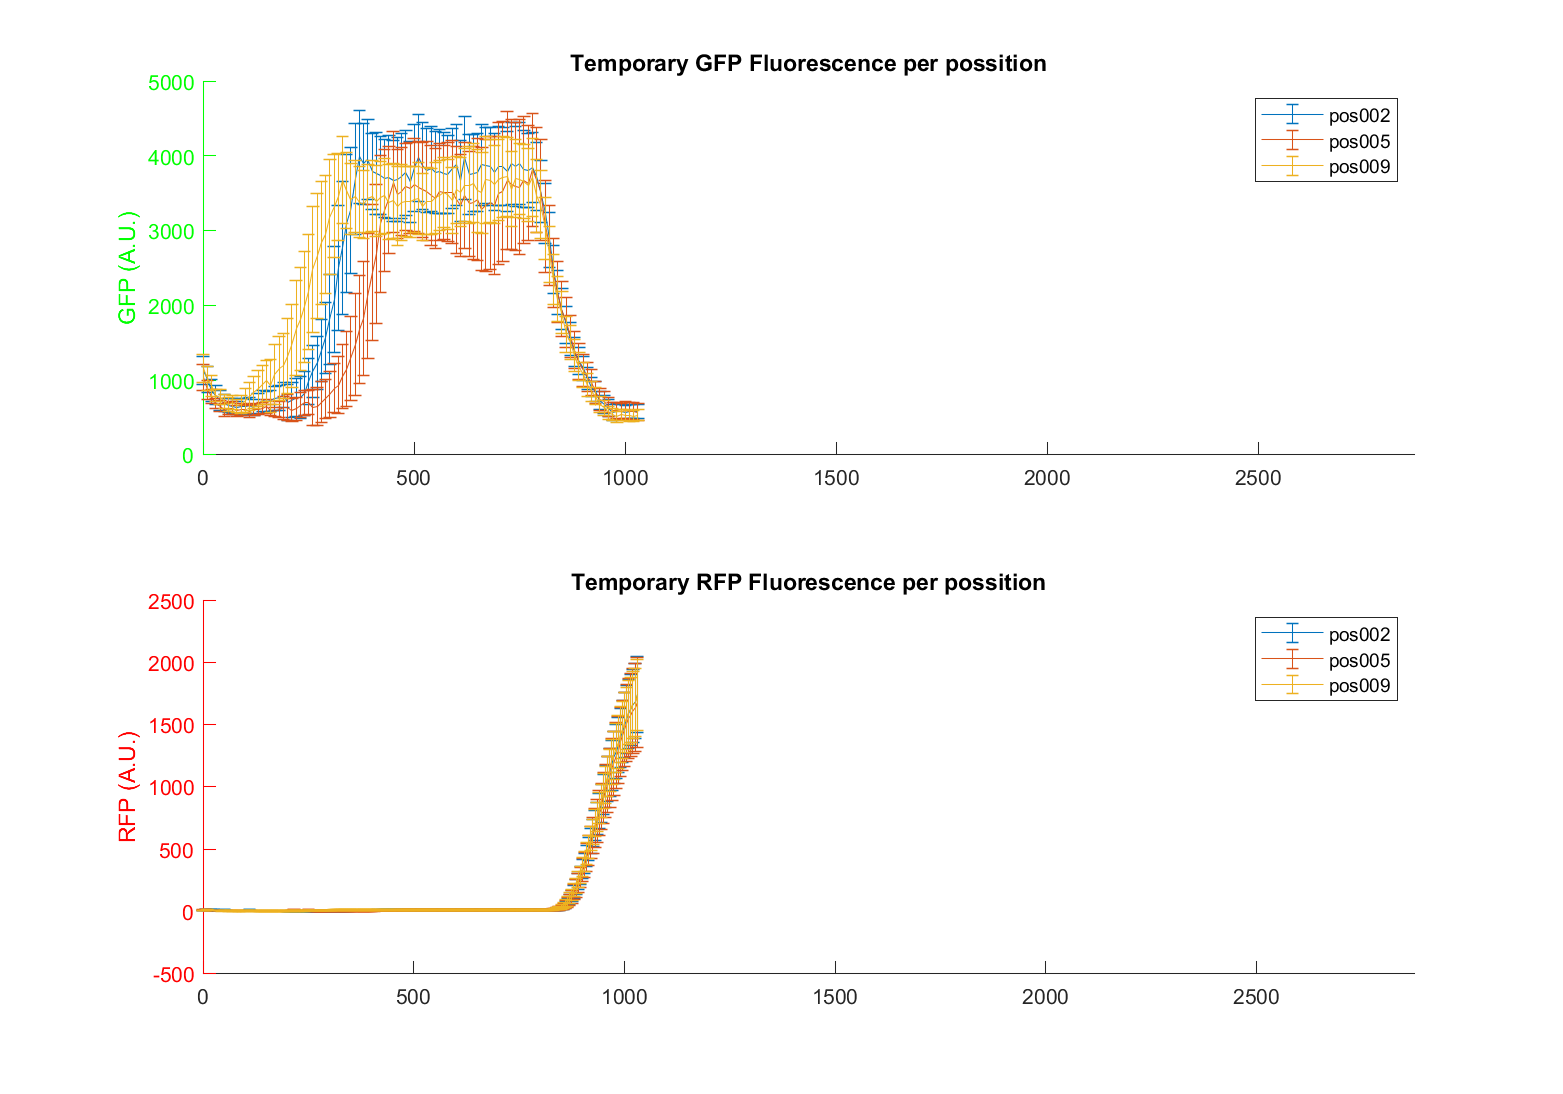 Temporary GFP Fluorescence per possition
GFP (A.U.)
5000
4000
3000
2000
1000
0
0 500 1000 1500 2000 2500
pos002
pos005
pos009
Temporary RFP Fluorescence per possition
RFP (A.U.)
2500
2000
1500
1000
500
0
-500
0 500 1000 1500 2000 2500
pos002
pos005
pos009